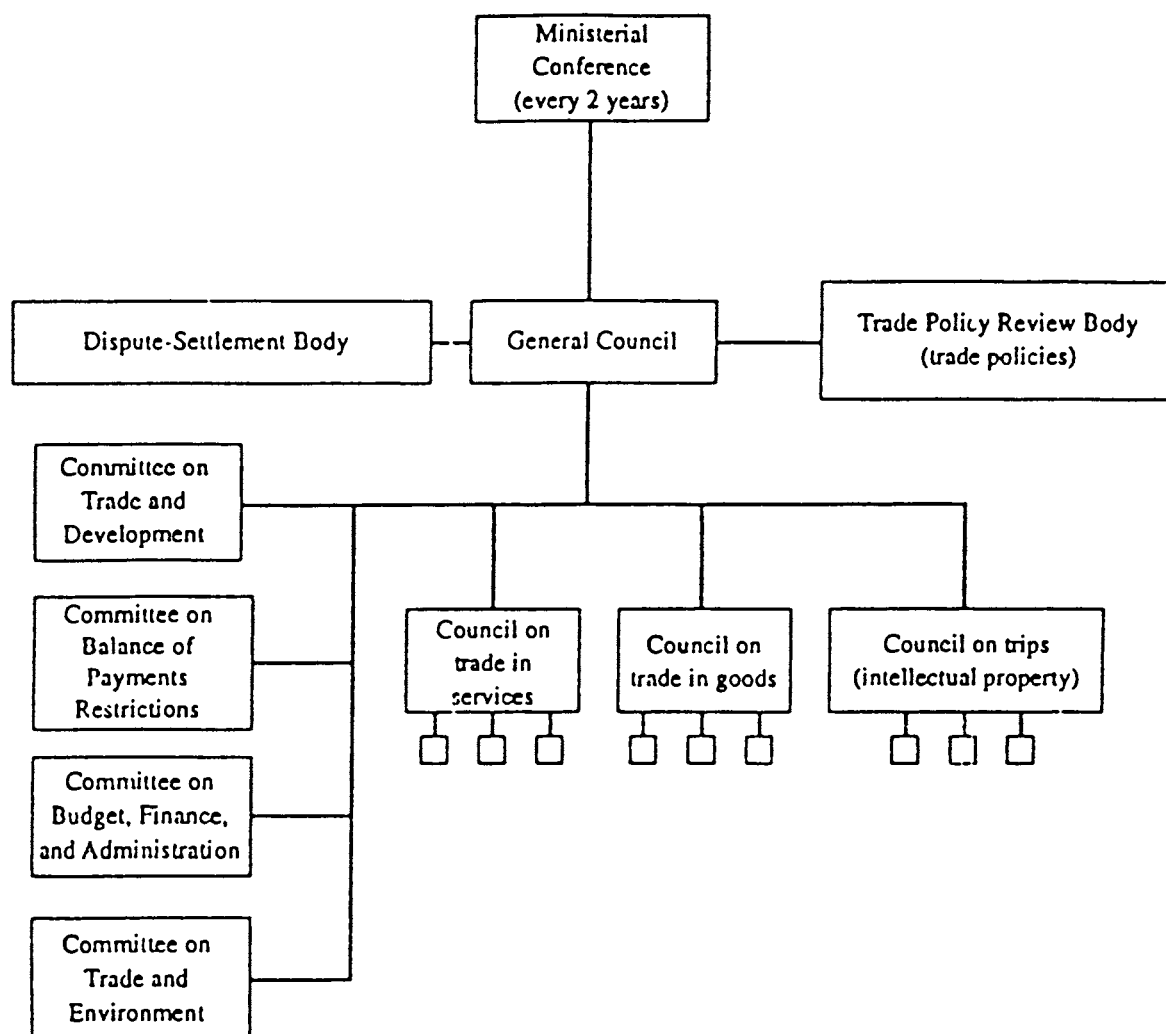 Ministerial
Conference
(every 2 years)
Dispute-Settlement Body
General Council
Trade Policy Review Body
(trade policies)
Committee on
Trade and
Development
Committee on
Balance of
Payments
Restrictions
Committee on
Budget, Finance,
and Administration
Committee on
Trade and
Environment
Council on
trade in
services
Council on
trade in goods
Council on trips
(intellectual property)